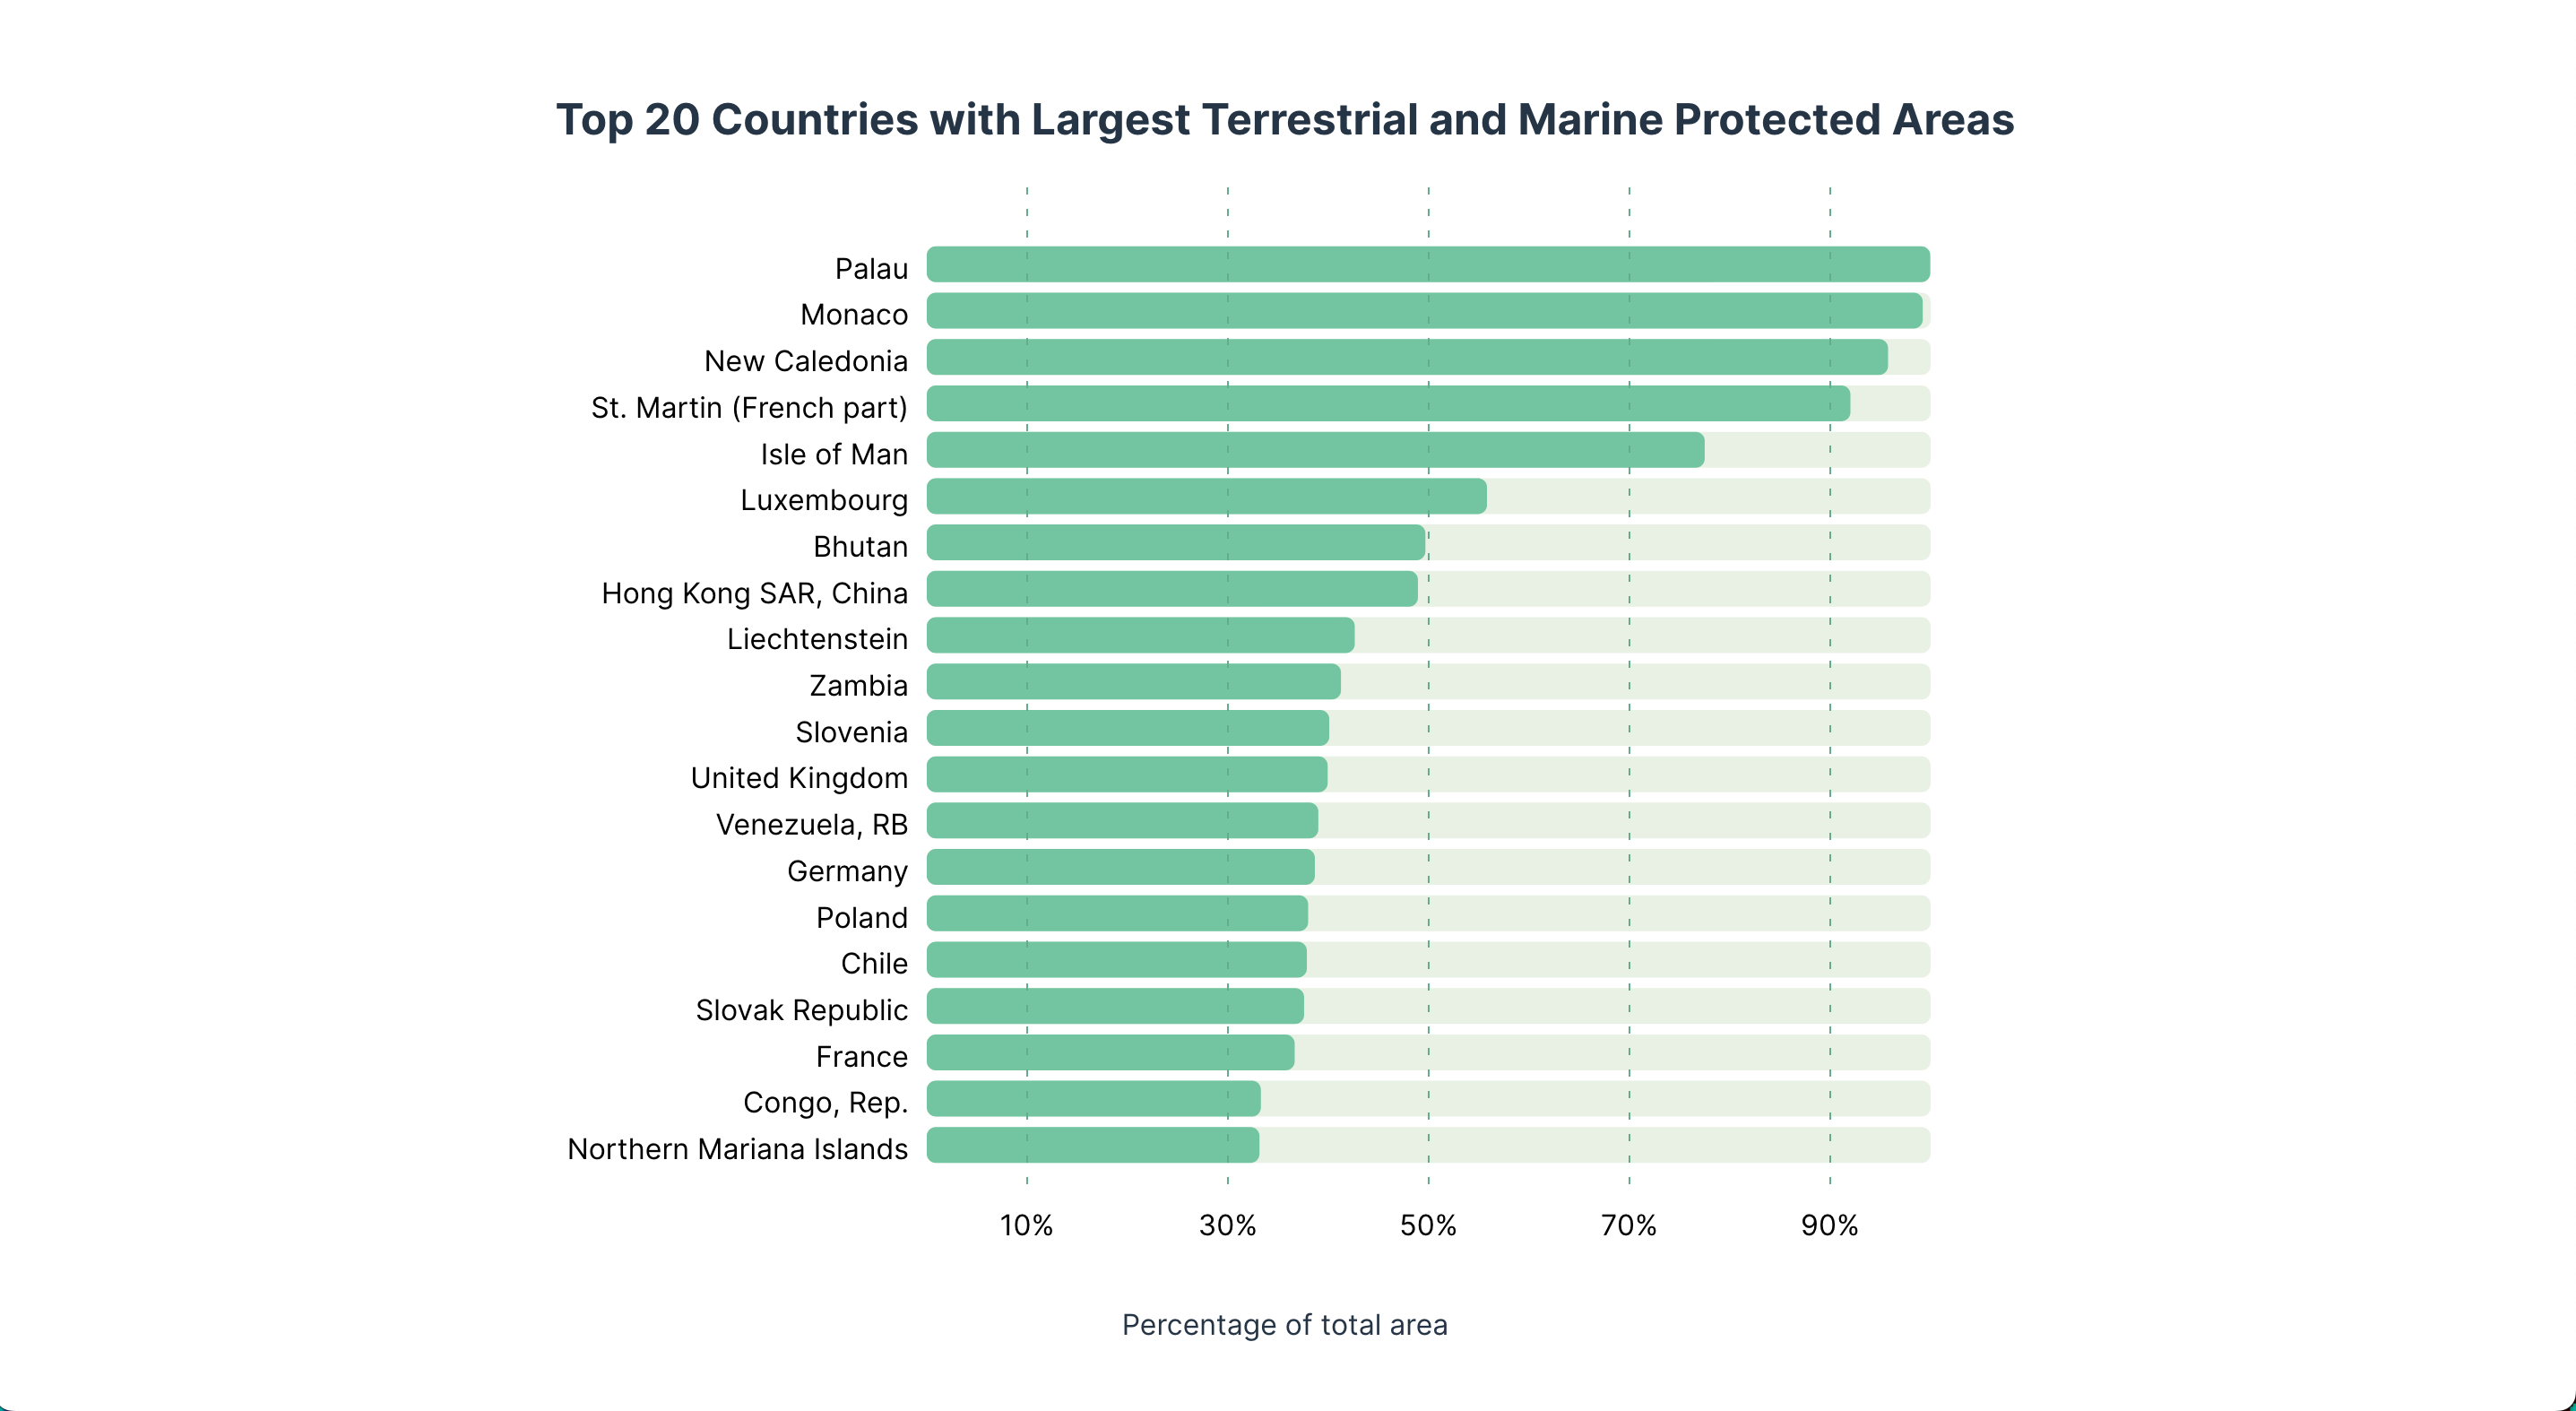 Top 20 Countries with Largest Terrestrial and Marine Protected Areas
Palau
Monaco
New Caledonia
St. Martin (French part)
Isle of Man
Luxembourg
Bhutan
Hong Kong SAR, China
Liechtenstein
Zambia
Slovenia
United Kingdom
Venezuela, RB
Germany
Poland
Chile
Slovak Republic
France
Congo, Rep.
Northern Mariana Islands
10% 30% 50% 70% 90%
Percentage of total area